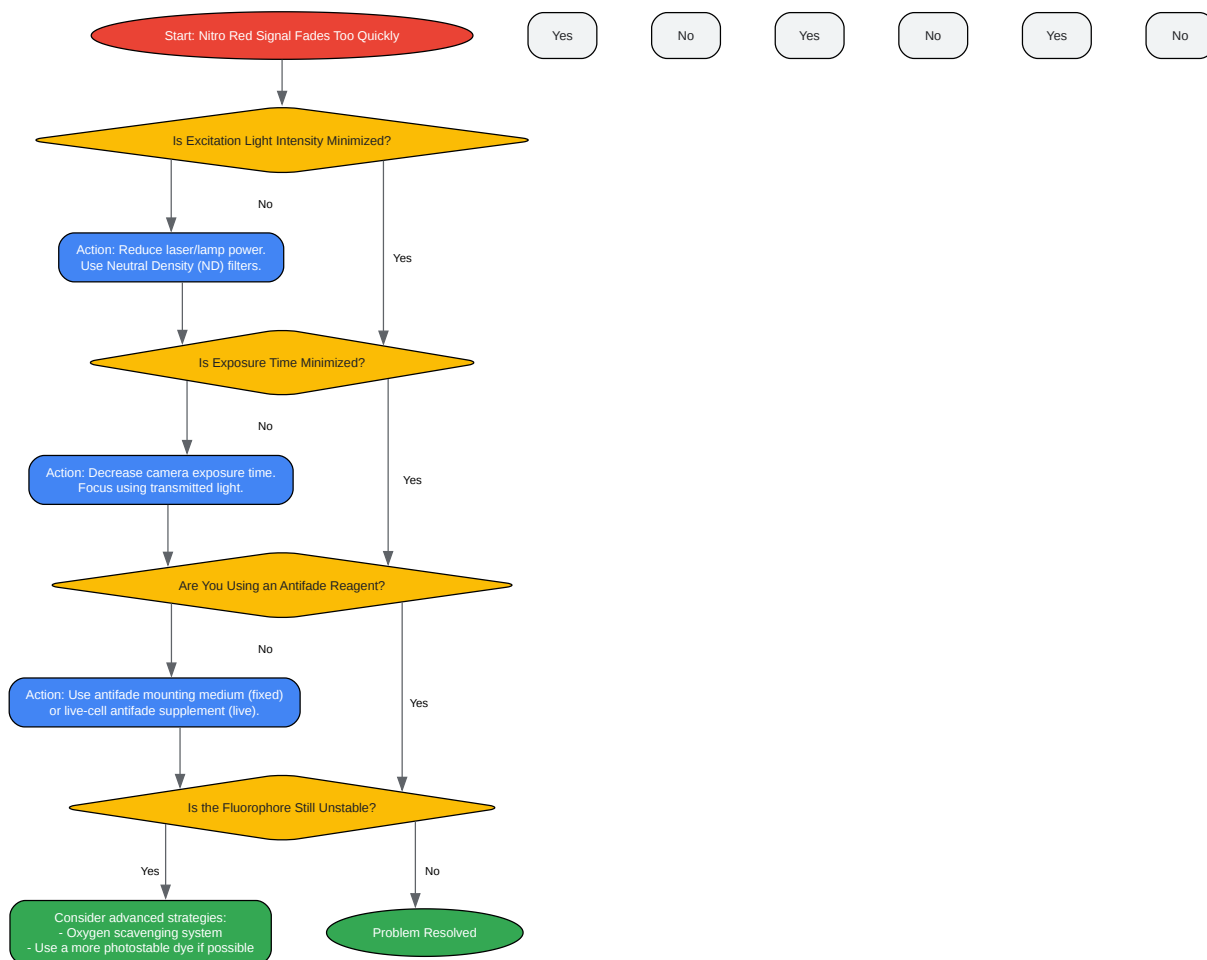 Start: Nitro Red Signal Fades Too Quickly
Yes
No
Yes
No
Yes
No
Is Excitation Light Intensity Minimized?
No
Action: Reduce laser/lamp power.
Use Neutral Density (ND) filters.
Yes
Is Exposure Time Minimized?
No
Action: Decrease camera exposure time.
Focus using transmitted light.
Yes
Are You Using an Antifade Reagent?
No
Action: Use antifade mounting medium (fixed)
or live-cell antifade supplement (live).
Yes
Is the Fluorophore Still Unstable?
Yes
No
Consider advanced strategies:
- Oxygen scavenging system
- Use a more photostable dye if possible
Problem Resolved